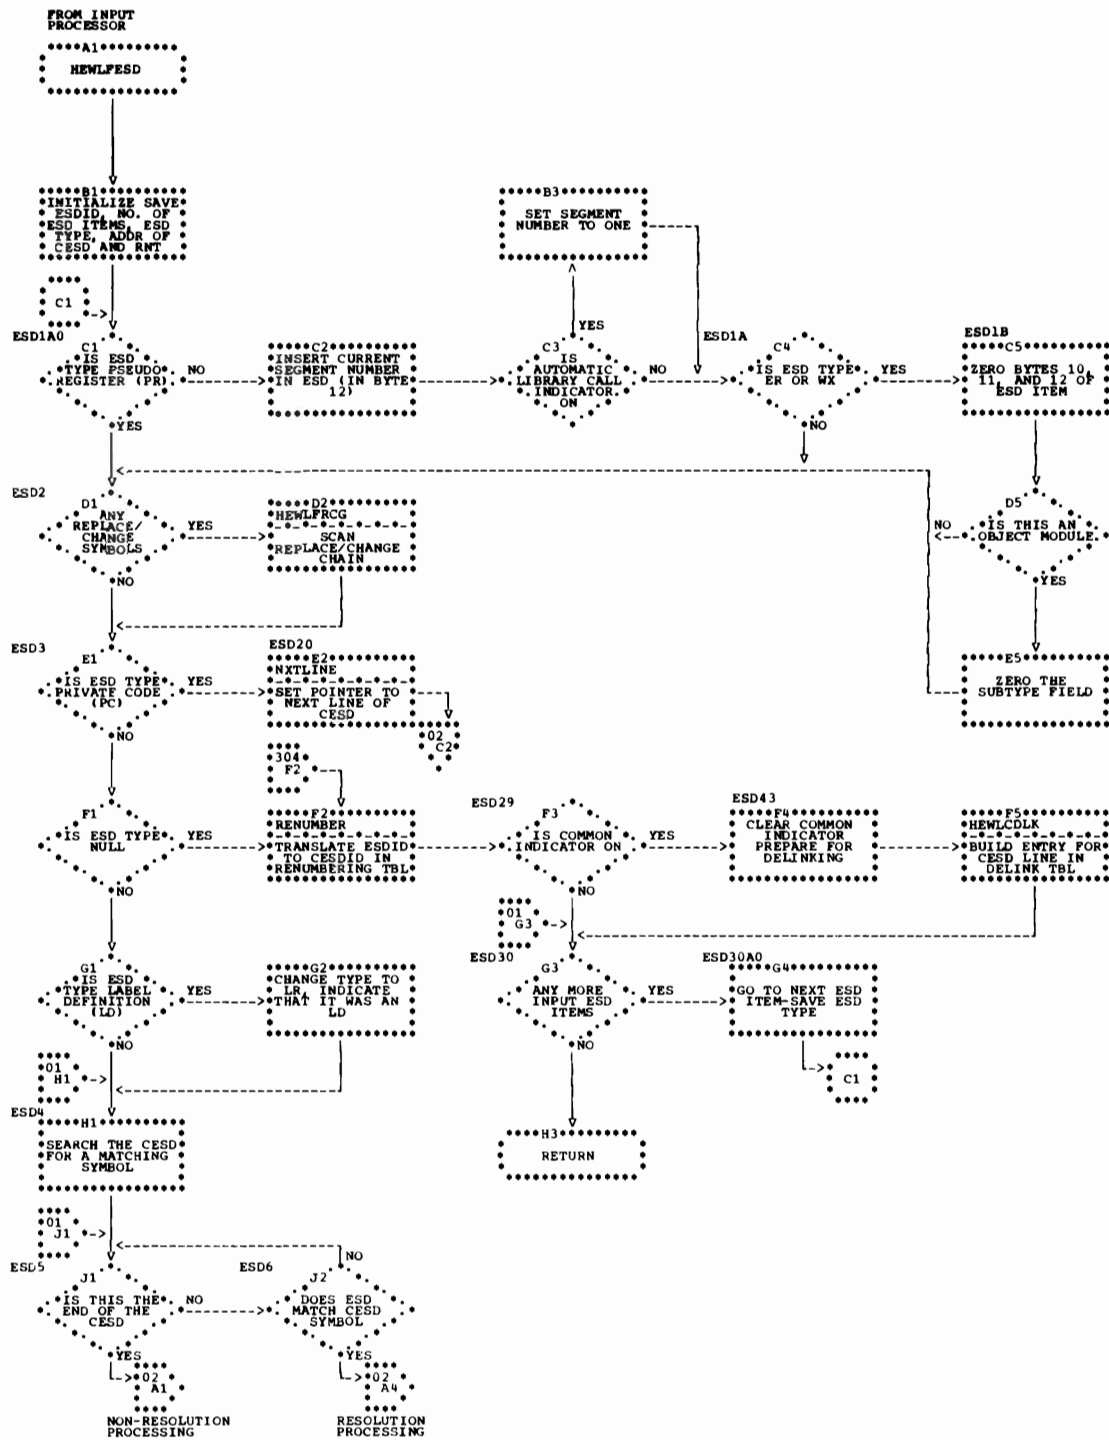 FROM INPUT
PROCESSOR
A1
HEWLFESD
B1
INITIALIZE SAVE
ESDID, NO. OF
ESD ITEMS, ESD
TYPE, ADDR OF
CESD AND RNT
B3
SET SEGMENT
NUMBER TO ONE
C1
ESD1A0
C1
IS ESD
TYPE PSEUDO
REGISTER (PR)
NO
YES
C2
INSERT CURRENT
SEGMENT NUMBER
IN ESD (IN BYTE
12)
YES
C3
IS
AUTOMATIC
LIBRARY CALL
INDICATOR
ON
NO
ESD1A
C4
IS ESD TYPE
ER OR WX
YES
NO
ESD1B
C5
ZERO BYTES 10,
11, AND 12 OF
ESD ITEM
ESD2
D1
ANY
REPLACE/
CHANGE
SYMBOLS
YES
NO
D2
HEWLFRCG
SCAN
REPLACE/CHANGE
CHAIN
D5
IS THIS AN
OBJECT MODULE
NO
YES
ESD3
E1
IS ESD TYPE
PRIVATE CODE
(PC)
YES
NO
ESD20
E2
NXTLINE
SET POINTER TO
NEXT LINE OF
CESD
02
C2
E5
ZERO THE
SUBTYPE FIELD
304
F2
F1
IS ESD TYPE
NULL
YES
NO
F2
RENUMBER
TRANSLATE ESDID
TO CESDID IN
RENUMBERING TBL
ESD29
F3
IS COMMON
INDICATOR ON
YES
NO
ESD43
F4
CLEAR COMMON
INDICATOR
PREPARE FOR
DELINKING
F5
HEWLCDLK
BUILD ENTRY FOR
CESD LINE IN
DELINK TBL
01
G3
G1
IS ESD
TYPE LABEL
DEFINITION
(LD)
YES
NO
G2
CHANGE TYPE TO
LR, INDICATE
THAT IT WAS AN
LD
ESD30
G3
ANY MORE
INPUT ESD
ITEMS
YES
NO
ESD30A0
G4
GO TO NEXT ESD
ITEM-SAVE ESD
TYPE
C1
01
H1
ESD4
H1
SEARCH THE CESD
FOR A MATCHING
SYMBOL
H3
RETURN
01
J1
ESD5
J1
IS THIS THE
END OF THE
CESD
NO
YES
ESD6
NO
J2
DOES ESD
MATCH CESD
SYMBOL
YES
02
A1
NON-RESOLUTION
PROCESSING
02
A4
RESOLUTION
PROCESSING